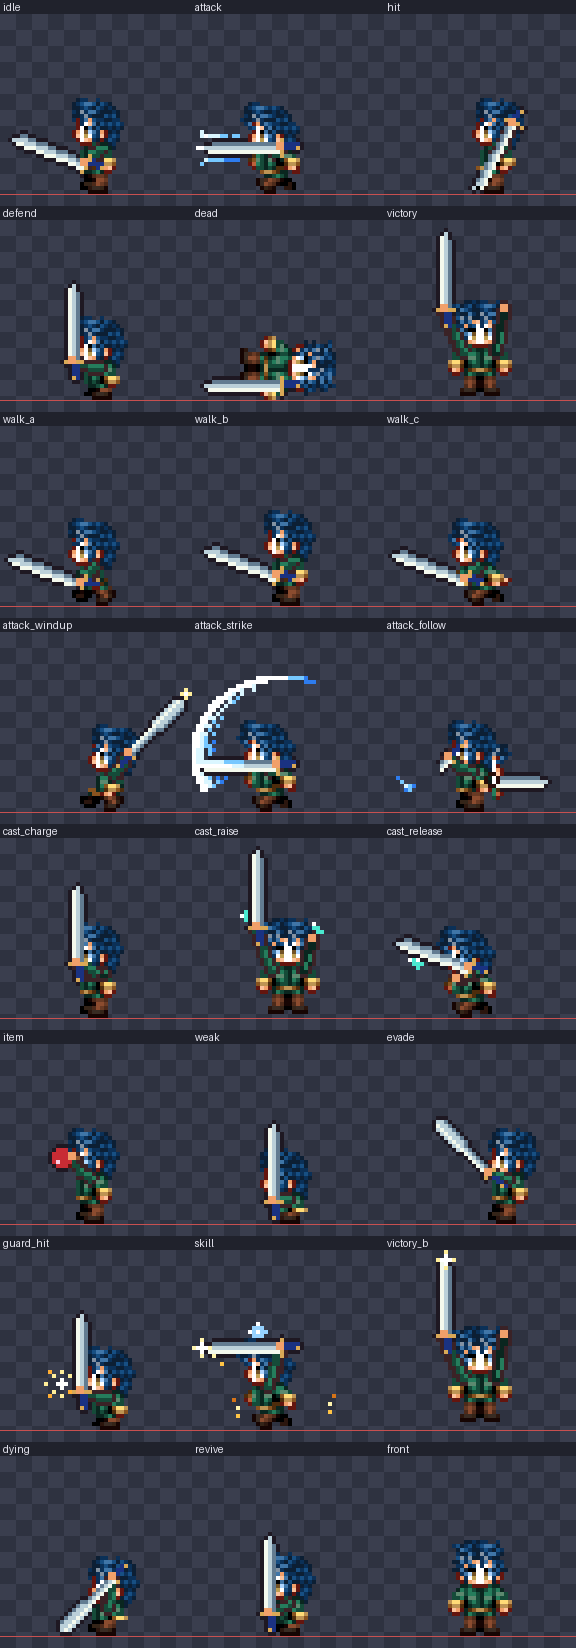 idle
attack
hit
defend
dead
victory
walk_a
walk_b
walk_c
attack_windup
attack_strike
attack_follow
cast_charge
cast_raise
cast_release
item
weak
evade
guard_hit
skill
victory_b
dying
revive
front